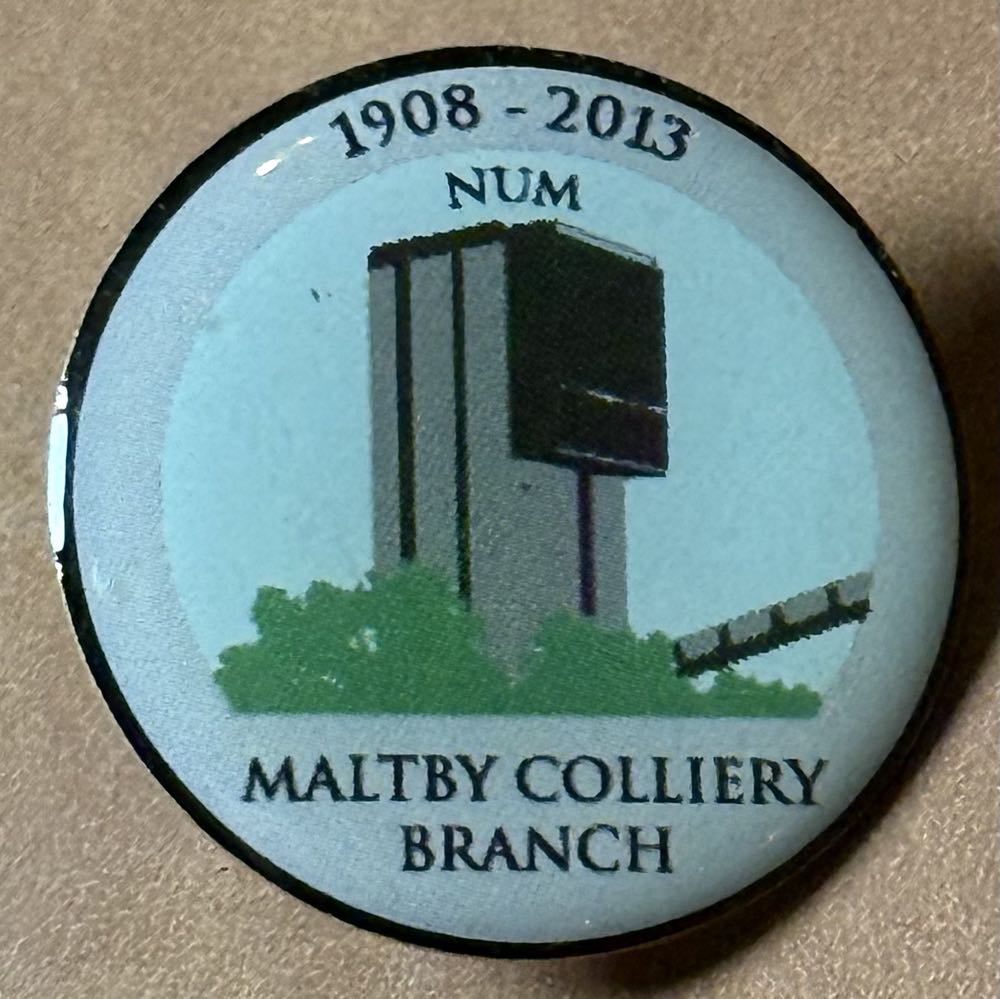 1908 - 2013
NUM
MALTBY COLLIERY
BRANCH